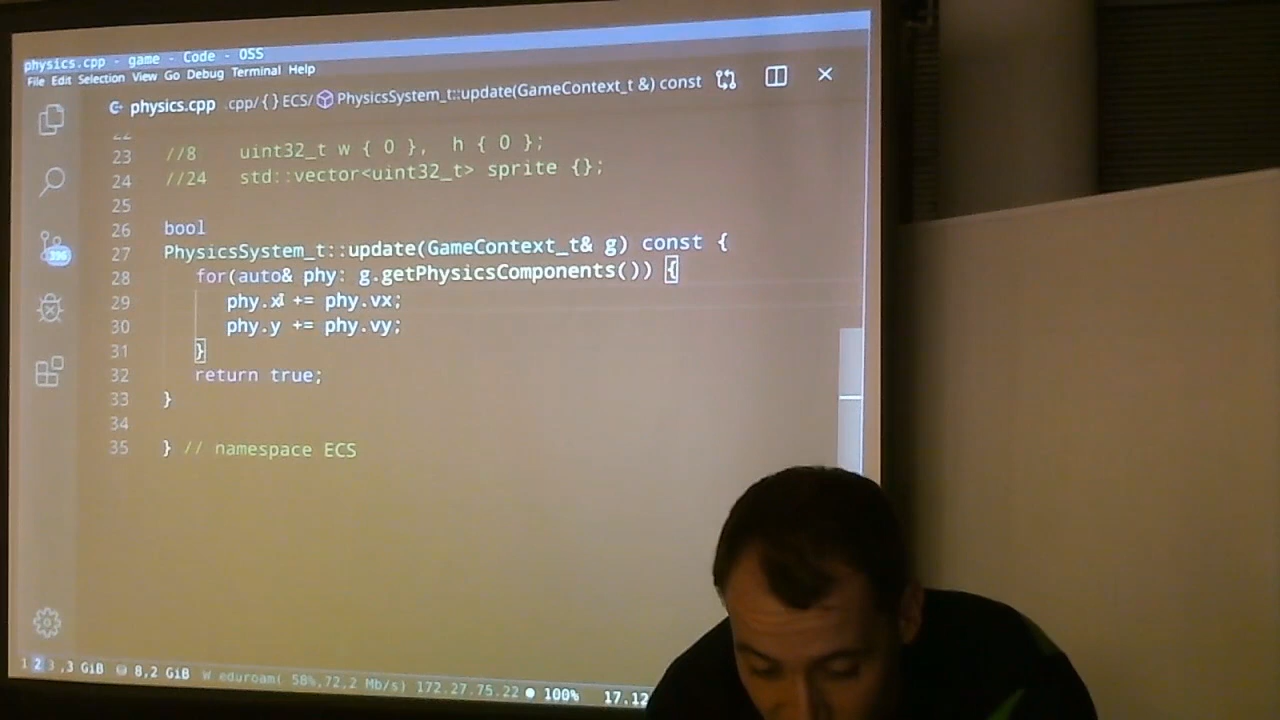 physics.cpp - game - Code - OSS
File Edit Selection View Go Debug Terminal Help
physics.cpp .cpp/ {} ECS/ PhysicsSystem_t::update(GameContext_t &) const
22
23 //8 uint32_t w { 0 }, h { 0 };
24 //24 std::vector<uint32_t> sprite {};
25
26 bool
27 PhysicsSystem_t::update(GameContext_t& g) const {
28 for(auto& phy: g.getPhysicsComponents()) {
29 phy.x += phy.vx;
30 phy.y += phy.vy;
31 }
32 return true;
33 }
34
35 } // namespace ECS
396
1 2 3 ,3 GiB 8,2 GiB W eduroam( 58%,72,2 Mb/s) 172.27.75.22 100% 17.12